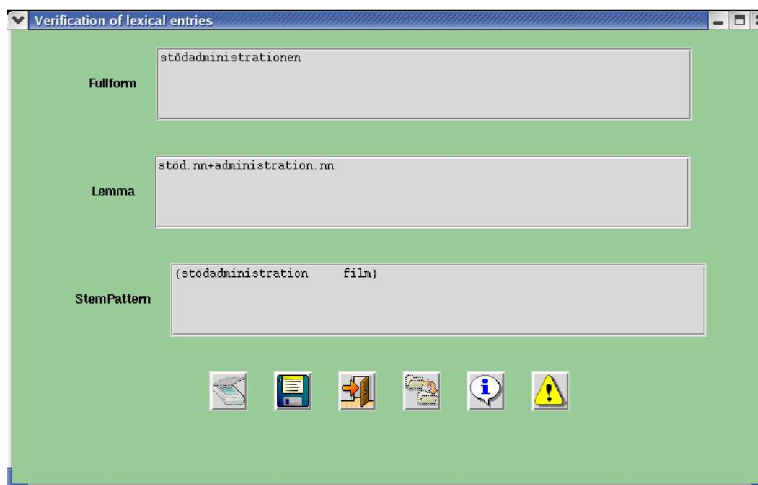 Verification of lexical entries
Fullform
stödadministrationen
Lemma
stöd.nn+administration.nn
StemPattern
{stödadministration film}